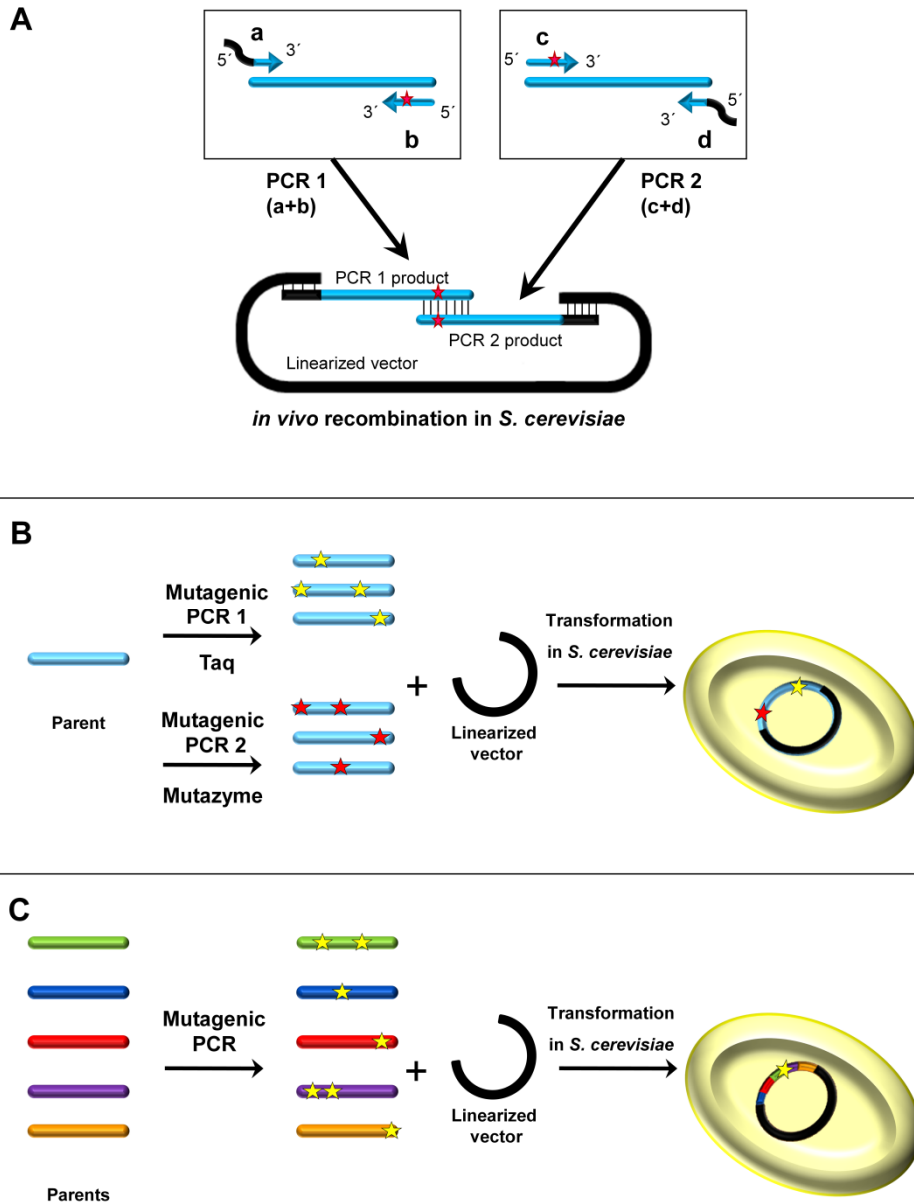 A
a
5´
3´
3´
5´
b
c
5´
3´
3´
5´
d
PCR 1
(a+b)
PCR 2
(c+d)
PCR 1 product
PCR 2 product
Linearized vector
in vivo recombination in S. cerevisiae
B
Parent
Mutagenic
PCR 1
Taq
Mutagenic
PCR 2
Mutazyme
+
Linearized
vector
Transformation
in S. cerevisiae
C
Parents
Mutagenic
PCR
+
Linearized
vector
Transformation
in S. cerevisiae